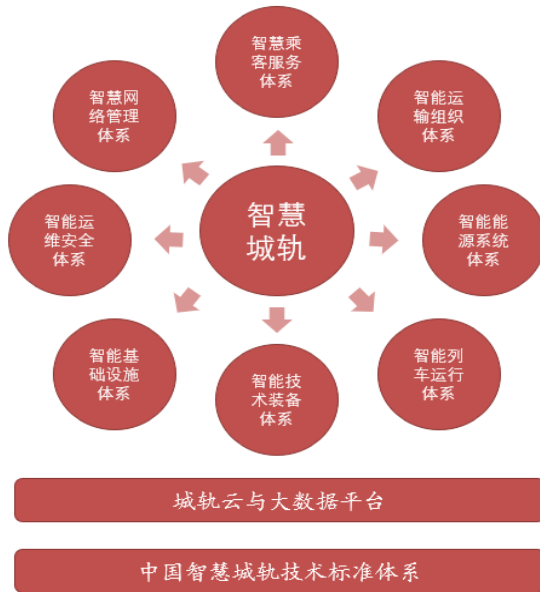 智慧乘
客服务
体系
智慧网
络管理
体系
智能运
输组织
体系
智慧
城轨
智能运
维安全
体系
智能能
源系统
体系
智能基
础设施
体系
智能技
术装备
体系
智能列
车运行
体系
城轨云与大数据平台
中国智慧城轨技术标准体系